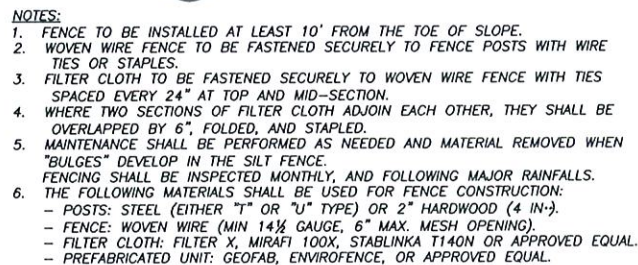 NOTES:
1. FENCE TO BE INSTALLED AT LEAST 10' FROM THE TOE OF SLOPE.
2. WOVEN WIRE FENCE TO BE FASTENED SECURELY TO FENCE POSTS WITH WIRE
TIES OR STAPLES.
3. FILTER CLOTH TO BE FASTENED SECURELY TO WOVEN WIRE FENCE WITH TIES
SPACED EVERY 24" AT TOP AND MID-SECTION.
4. WHERE TWO SECTIONS OF FILTER CLOTH ADJOIN EACH OTHER, THEY SHALL BE
OVERLAPPED BY 6", FOLDED, AND STAPLED.
5. MAINTENANCE SHALL BE PERFORMED AS NEEDED AND MATERIAL REMOVED WHEN
"BULGES" DEVELOP IN THE SILT FENCE.
FENCING SHALL BE INSPECTED MONTHLY, AND FOLLOWING MAJOR RAINFALLS.
6. THE FOLLOWING MATERIALS SHALL BE USED FOR FENCE CONSTRUCTION:
- POSTS: STEEL (EITHER "T" OR "U" TYPE) OR 2" HARDWOOD (4 IN·).
- FENCE: WOVEN WIRE (MIN 14½ GAUGE, 6" MAX. MESH OPENING).
- FILTER CLOTH: FILTER X, MIRAFI 100X, STABLINKA T140N OR APPROVED EQUAL.
- PREFABRICATED UNIT: GEOFAB, ENVIROFENCE, OR APPROVED EQUAL.